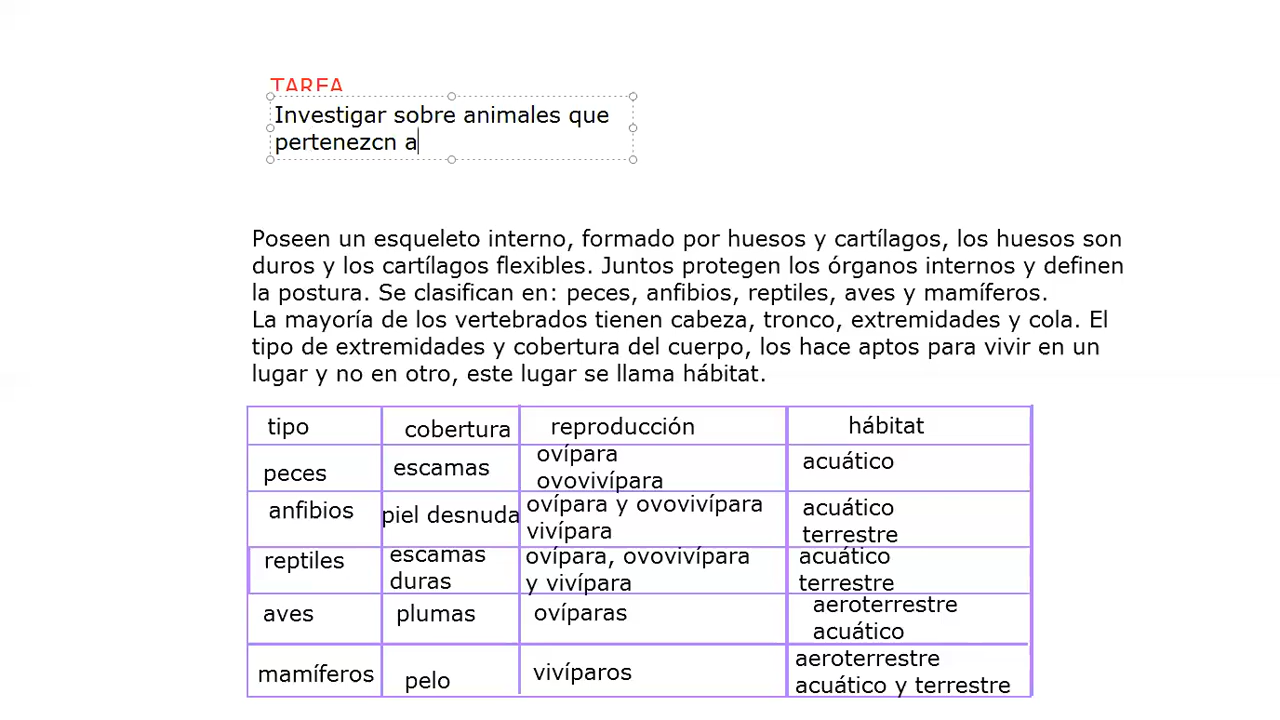 TAREA
Investigar sobre animales que
pertenezcn a
Poseen un esqueleto interno, formado por huesos y cartílagos, los huesos son
duros y los cartílagos flexibles. Juntos protegen los órganos internos y definen
la postura. Se clasifican en: peces, anfibios, reptiles, aves y mamíferos.
La mayoría de los vertebrados tienen cabeza, tronco, extremidades y cola. El
tipo de extremidades y cobertura del cuerpo, los hace aptos para vivir en un
lugar y no en otro, este lugar se llama hábitat.
tipo cobertura reproducción hábitat
peces escamas ovípara acuático
ovovivípara
anfibios piel desnuda ovípara y ovovivípara acuático
vivípara terrestre
reptiles escamas ovípara, ovovivípara acuático
duras y vivípara terrestre
aves plumas ovíparas aeroterrestre
acuático
mamíferos pelo vivíparos aeroterrestre
acuático y terrestre